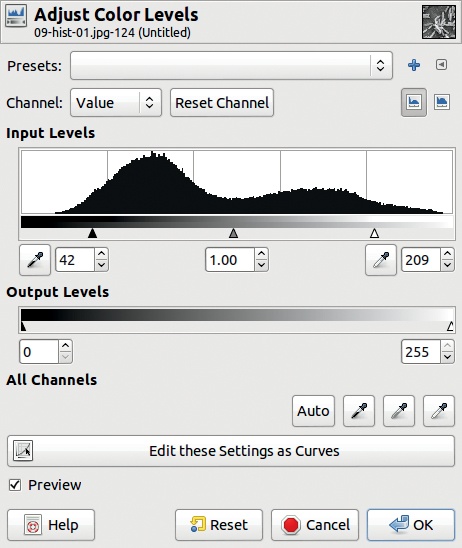 Adjust Color Levels
09-hist-01.jpg-124 (Untitled)
Presets:
Channel: Value Reset Channel
Input Levels
42 1.00 209
Output Levels
0 255
All Channels
Auto
Edit these Settings as Curves
Preview
Help Reset Cancel OK